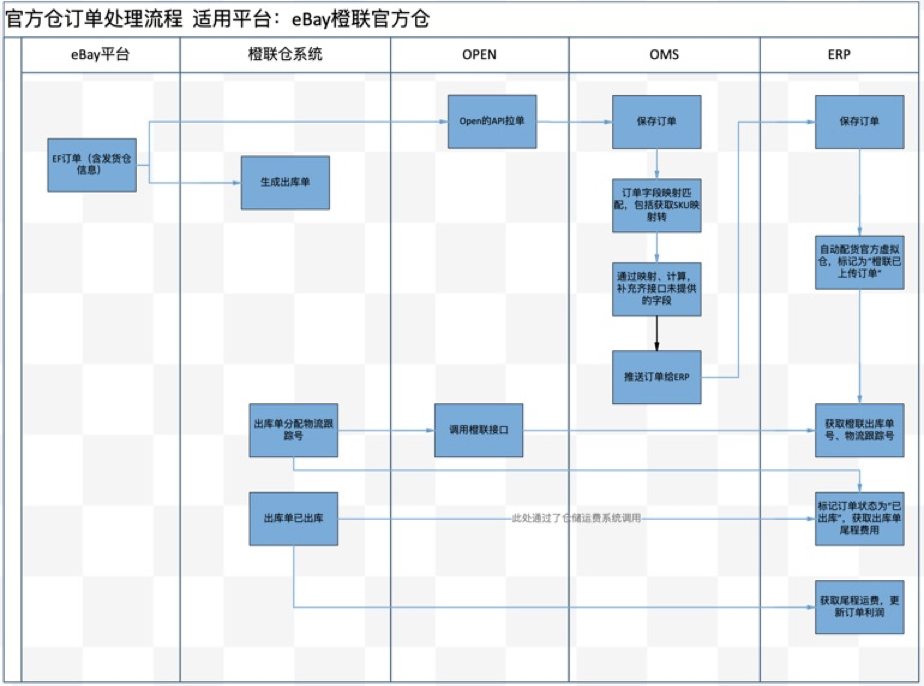 官方仓订单处理流程 适用平台：eBay橙联官方仓
eBay平台
橙联仓系统
OPEN
OMS
ERP
EF订单（含发货仓
信息）
生成出库单
Open的API拉单
保存订单
保存订单
订单字段映射匹
配，包括获取SKU映
射转
通过映射、计算，
补充齐接口未提供
的字段
推送订单给ERP
自动配货官方虚拟
仓，标记为“橙联已
上传订单”
出库单分配物流跟
踪号
调用橙联接口
获取橙联出库单
号、物流跟踪号
出库单已出库
此处通过了仓储运费系统调用
标记订单状态为“已
出库”，获取出库单
尾程费用
获取尾程运费，更
新订单利润